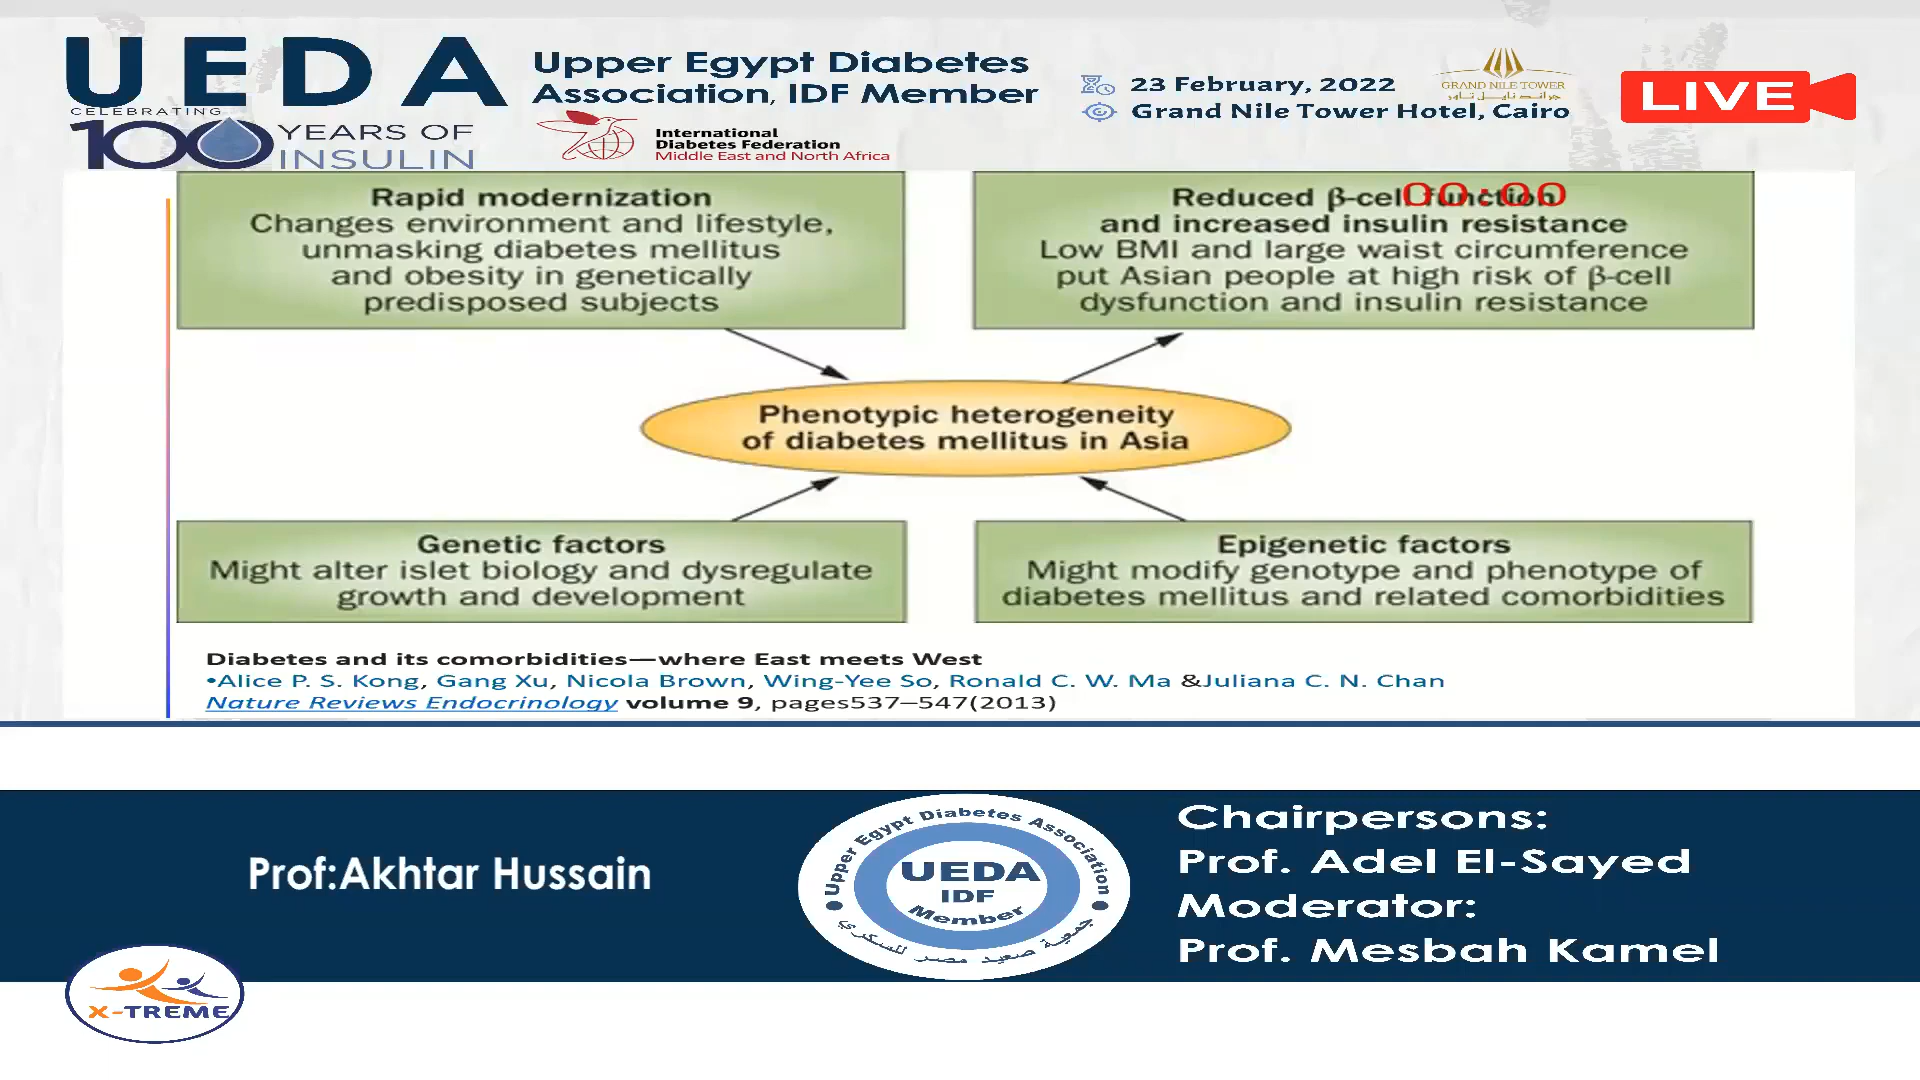 UEDA
Upper Egypt Diabetes
Association, IDF Member
CELEBRATING
100 YEARS OF
INSULIN
International
Diabetes Federation
Middle East and North Africa
23 February, 2022
Grand Nile Tower Hotel, Cairo
GRAND NILE TOWER
جراند نايل تاور
LIVE
Rapid modernization
Changes environment and lifestyle,
unmasking diabetes mellitus
and obesity in genetically
predisposed subjects
00:00
Reduced β-cell function
and increased insulin resistance
Low BMI and large waist circumference
put Asian people at high risk of β-cell
dysfunction and insulin resistance
Phenotypic heterogeneity
of diabetes mellitus in Asia
Genetic factors
Might alter islet biology and dysregulate
growth and development
Epigenetic factors
Might modify genotype and phenotype of
diabetes mellitus and related comorbidities
Diabetes and its comorbidities—where East meets West
•Alice P. S. Kong, Gang Xu, Nicola Brown, Wing-Yee So, Ronald C. W. Ma &Juliana C. N. Chan
Nature Reviews Endocrinology volume 9, pages537–547(2013)
Prof:Akhtar Hussain
Upper Egypt Diabetes Association
UEDA
IDF
Member
جمعية صعيد مصر للسكري
Chairpersons:
Prof. Adel El-Sayed
Moderator:
Prof. Mesbah Kamel
X-TREME